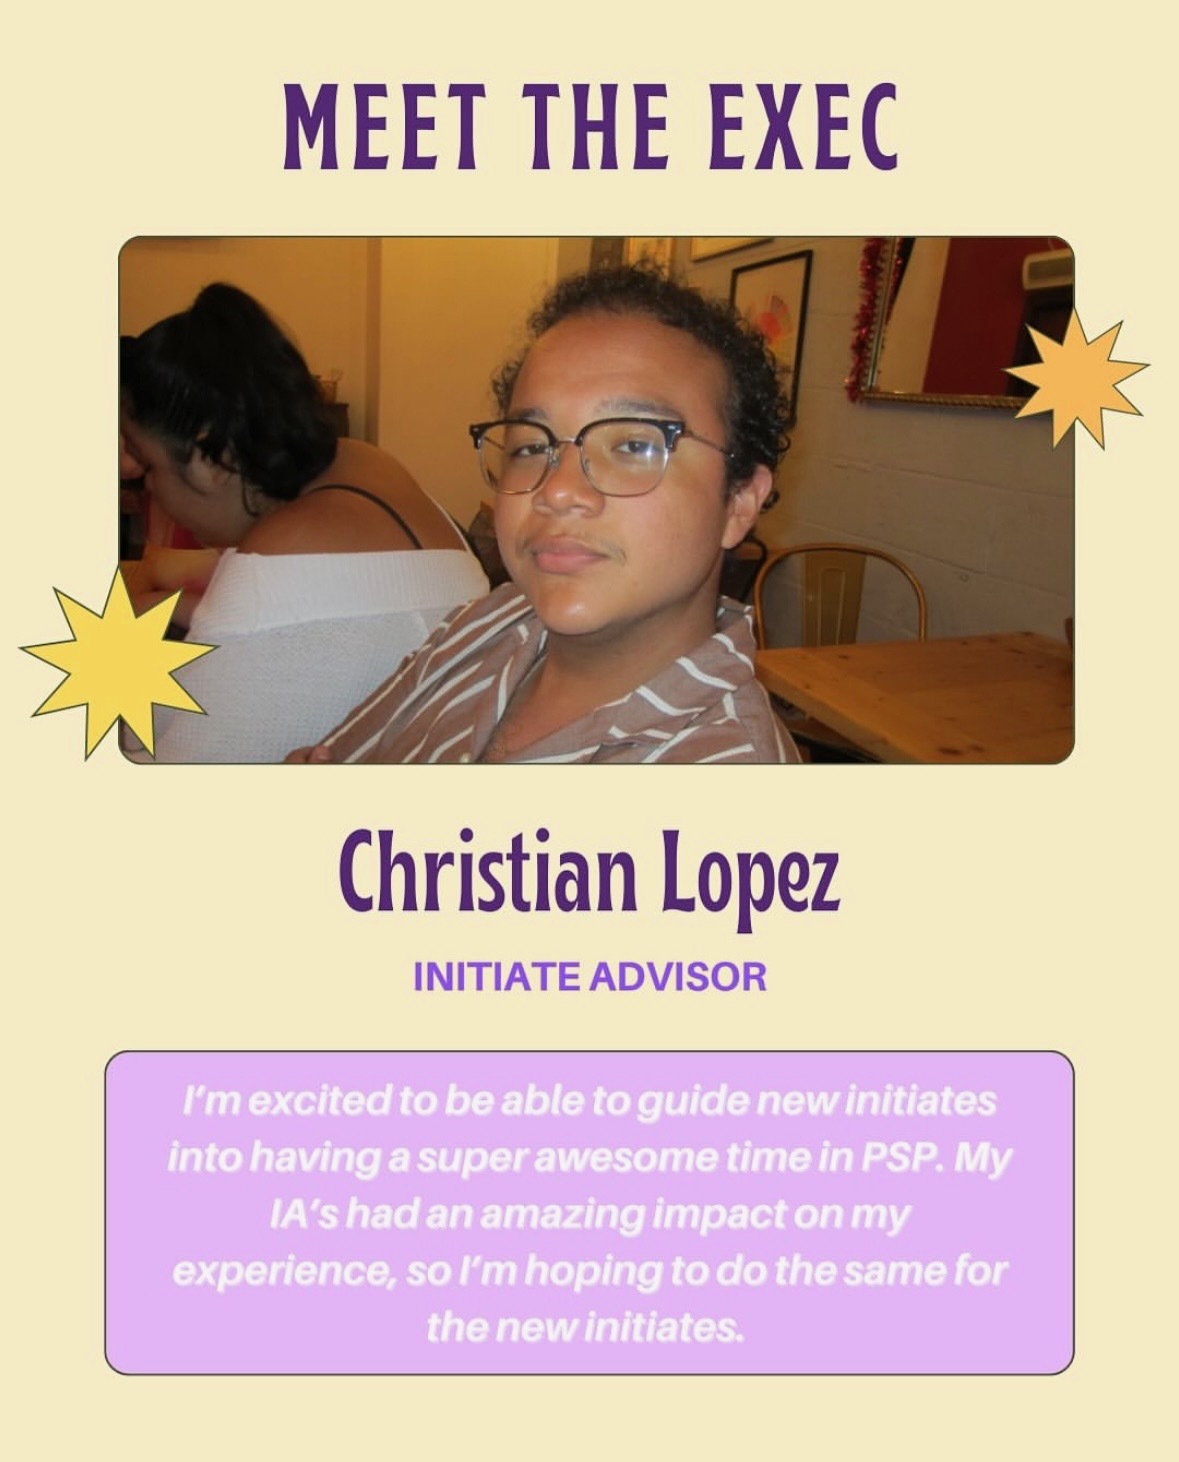 MEET THE EXEC
Christian Lopez
INITIATE ADVISOR
I’m excited to be able to guide new initiates
into having a super awesome time in PSP. My
IA’s had an amazing impact on my
experience, so I’m hoping to do the same for
the new initiates.